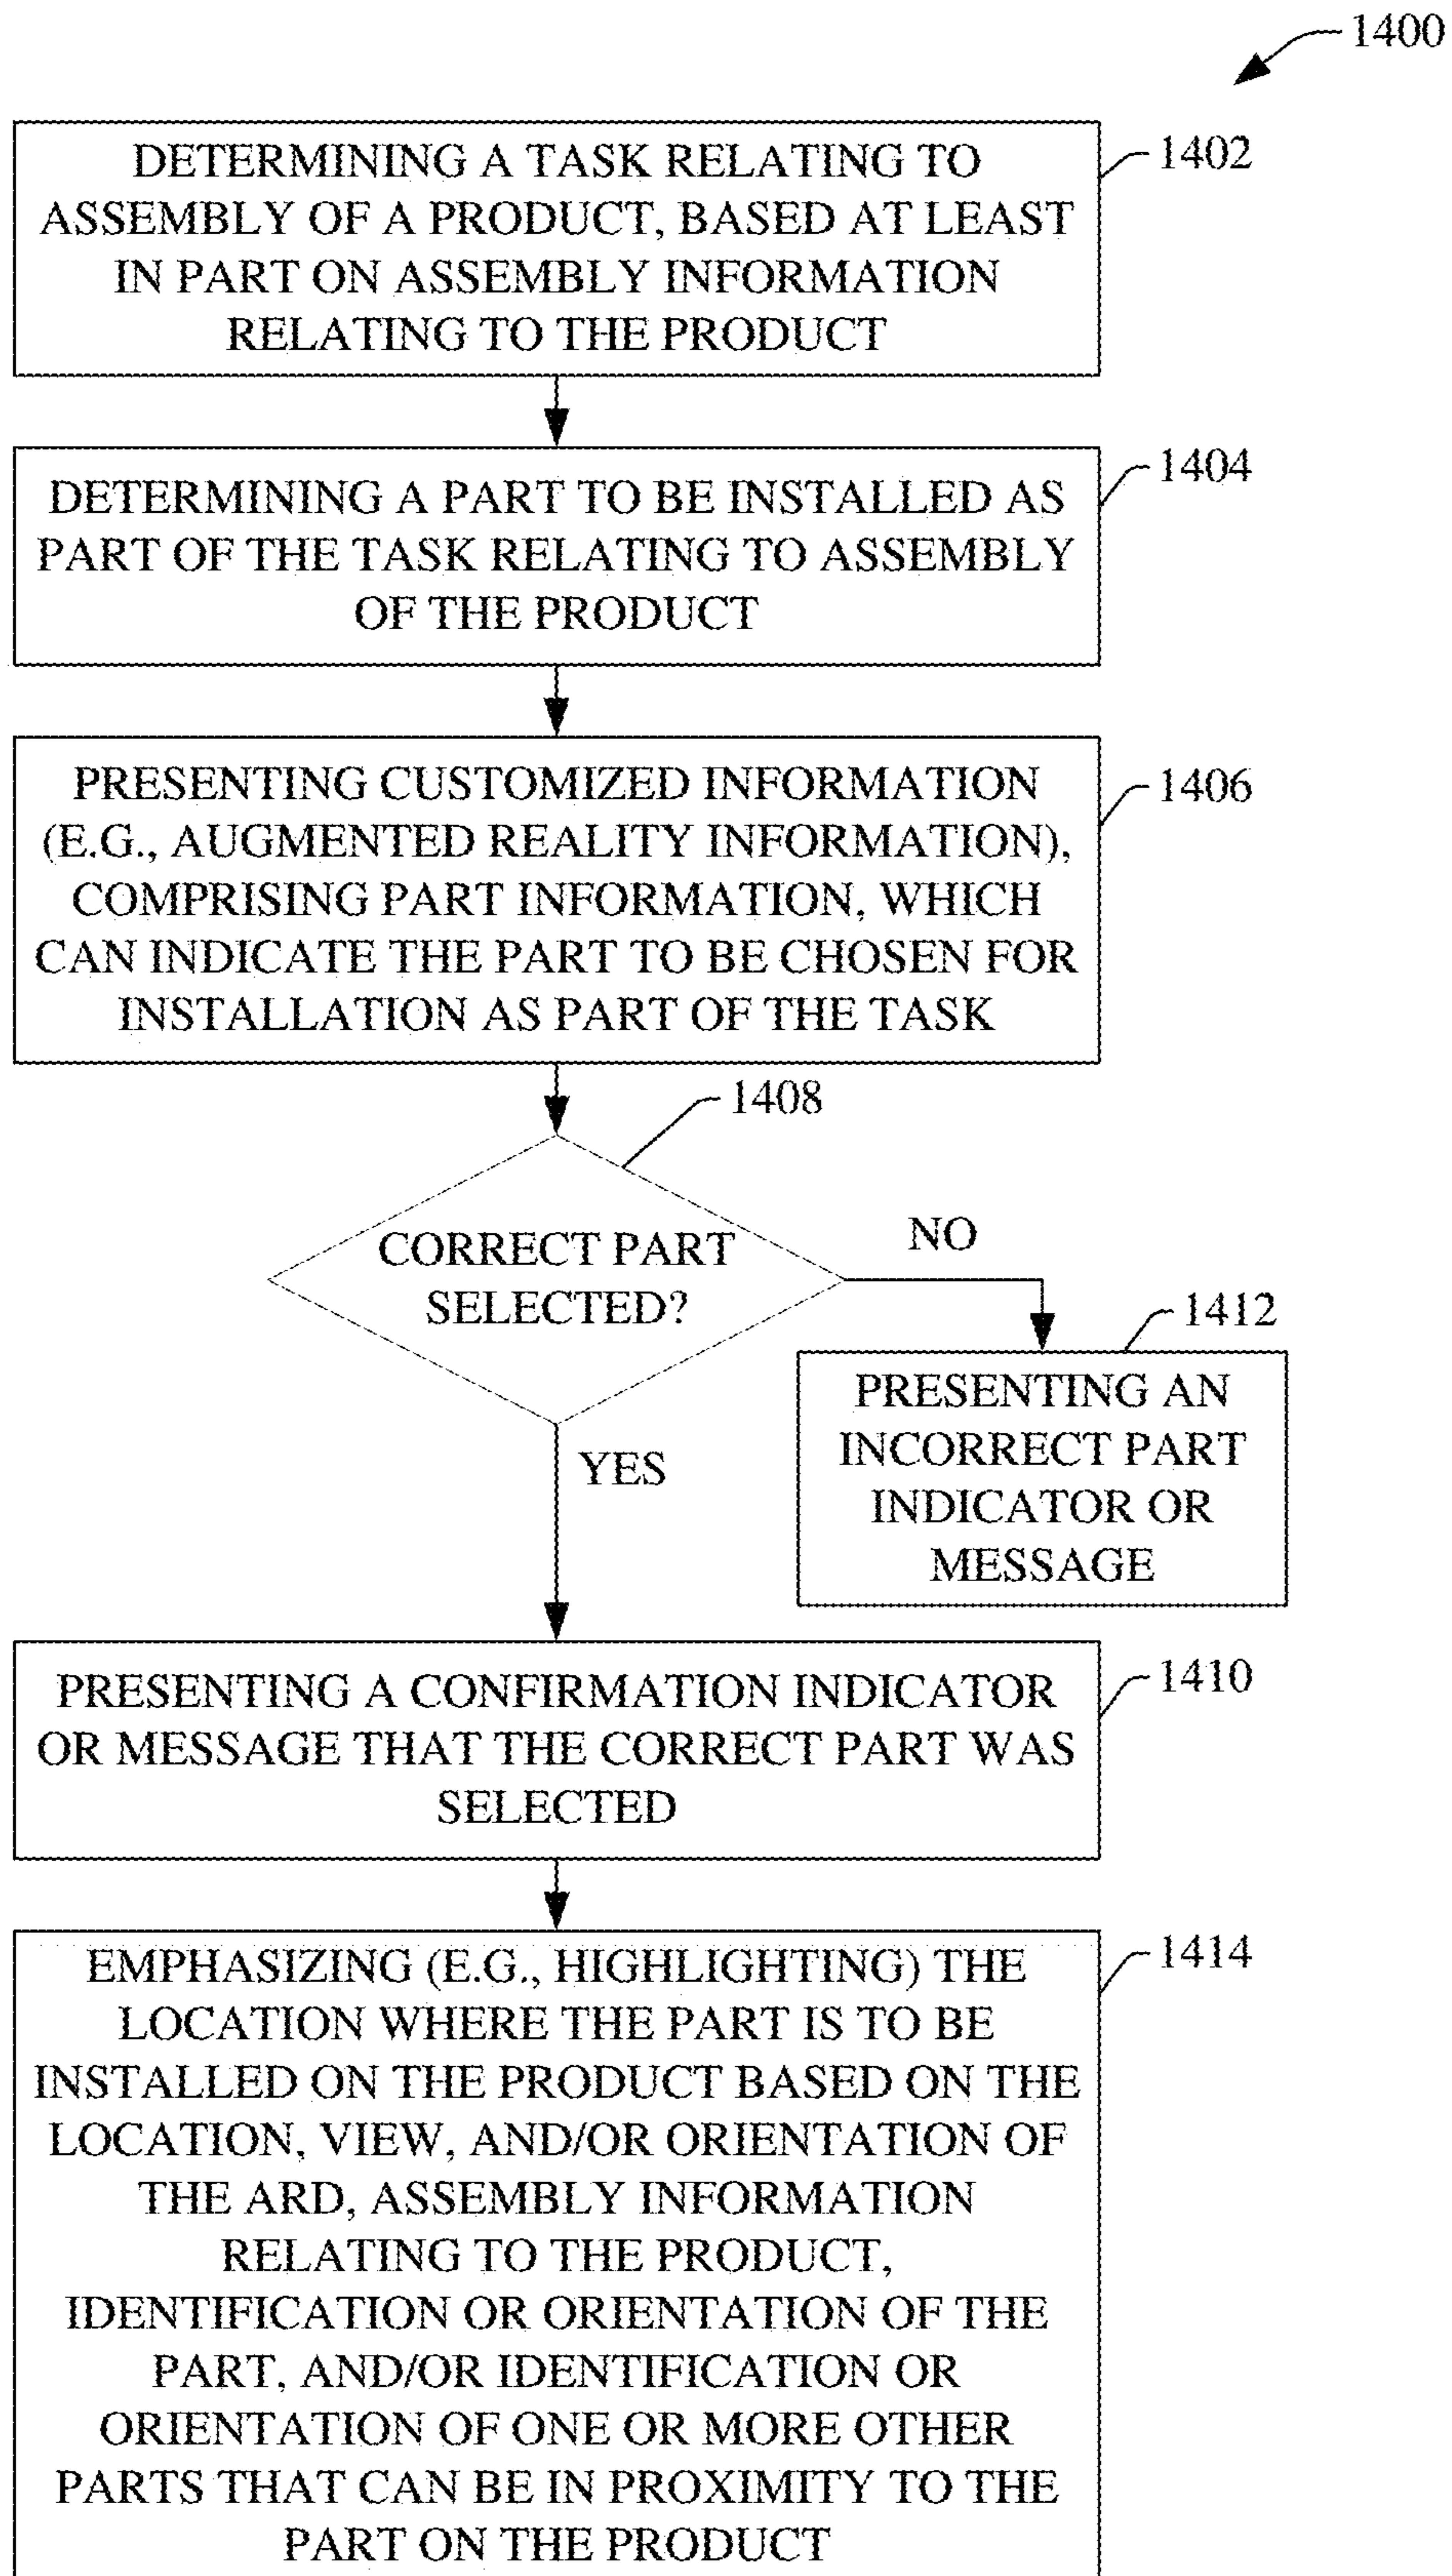 1400
DETERMINING A TASK RELATING TO
ASSEMBLY OF A PRODUCT, BASED AT LEAST
IN PART ON ASSEMBLY INFORMATION
RELATING TO THE PRODUCT
1402
DETERMINING A PART TO BE INSTALLED AS
PART OF THE TASK RELATING TO ASSEMBLY
OF THE PRODUCT
1404
PRESENTING CUSTOMIZED INFORMATION
(E.G., AUGMENTED REALITY INFORMATION),
COMPRISING PART INFORMATION, WHICH
CAN INDICATE THE PART TO BE CHOSEN FOR
INSTALLATION AS PART OF THE TASK
1406
1408
CORRECT PART
SELECTED?
NO
1412
PRESENTING AN
INCORRECT PART
INDICATOR OR
MESSAGE
YES
PRESENTING A CONFIRMATION INDICATOR
OR MESSAGE THAT THE CORRECT PART WAS
SELECTED
1410
EMPHASIZING (E.G., HIGHLIGHTING) THE
LOCATION WHERE THE PART IS TO BE
INSTALLED ON THE PRODUCT BASED ON THE
LOCATION, VIEW, AND/OR ORIENTATION OF
THE ARD, ASSEMBLY INFORMATION
RELATING TO THE PRODUCT,
IDENTIFICATION OR ORIENTATION OF THE
PART, AND/OR IDENTIFICATION OR
ORIENTATION OF ONE OR MORE OTHER
PARTS THAT CAN BE IN PROXIMITY TO THE
PART ON THE PRODUCT
1414